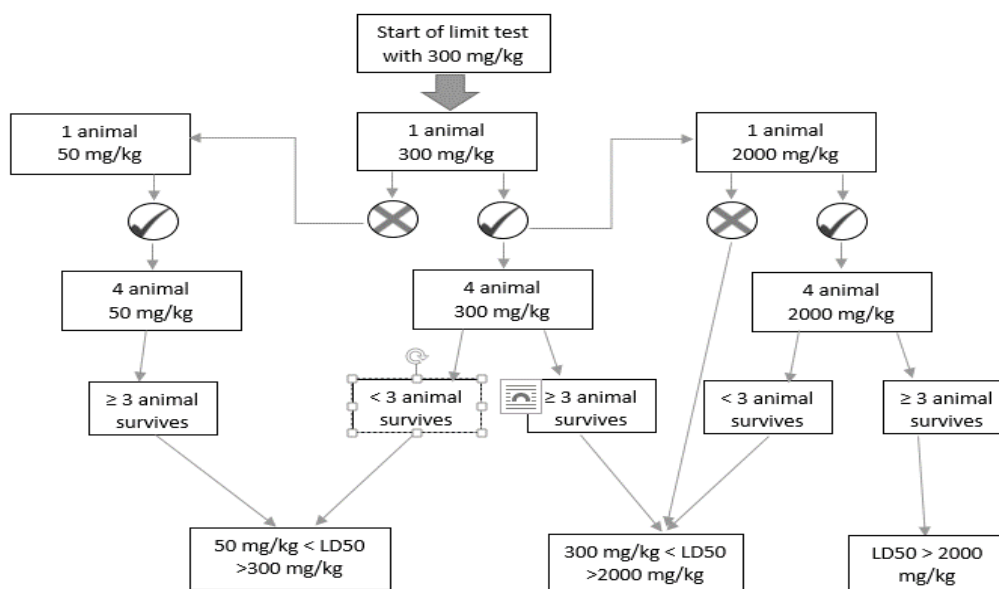 Start of limit test
with 300 mg/kg
1 animal
50 mg/kg
1 animal
300 mg/kg
1 animal
2000 mg/kg
4 animal
50 mg/kg
4 animal
300 mg/kg
4 animal
2000 mg/kg
≥ 3 animal
survives
< 3 animal
survives
≥ 3 animal
survives
< 3 animal
survives
≥ 3 animal
survives
50 mg/kg < LD50
>300 mg/kg
300 mg/kg < LD50
>2000 mg/kg
LD50 > 2000
mg/kg